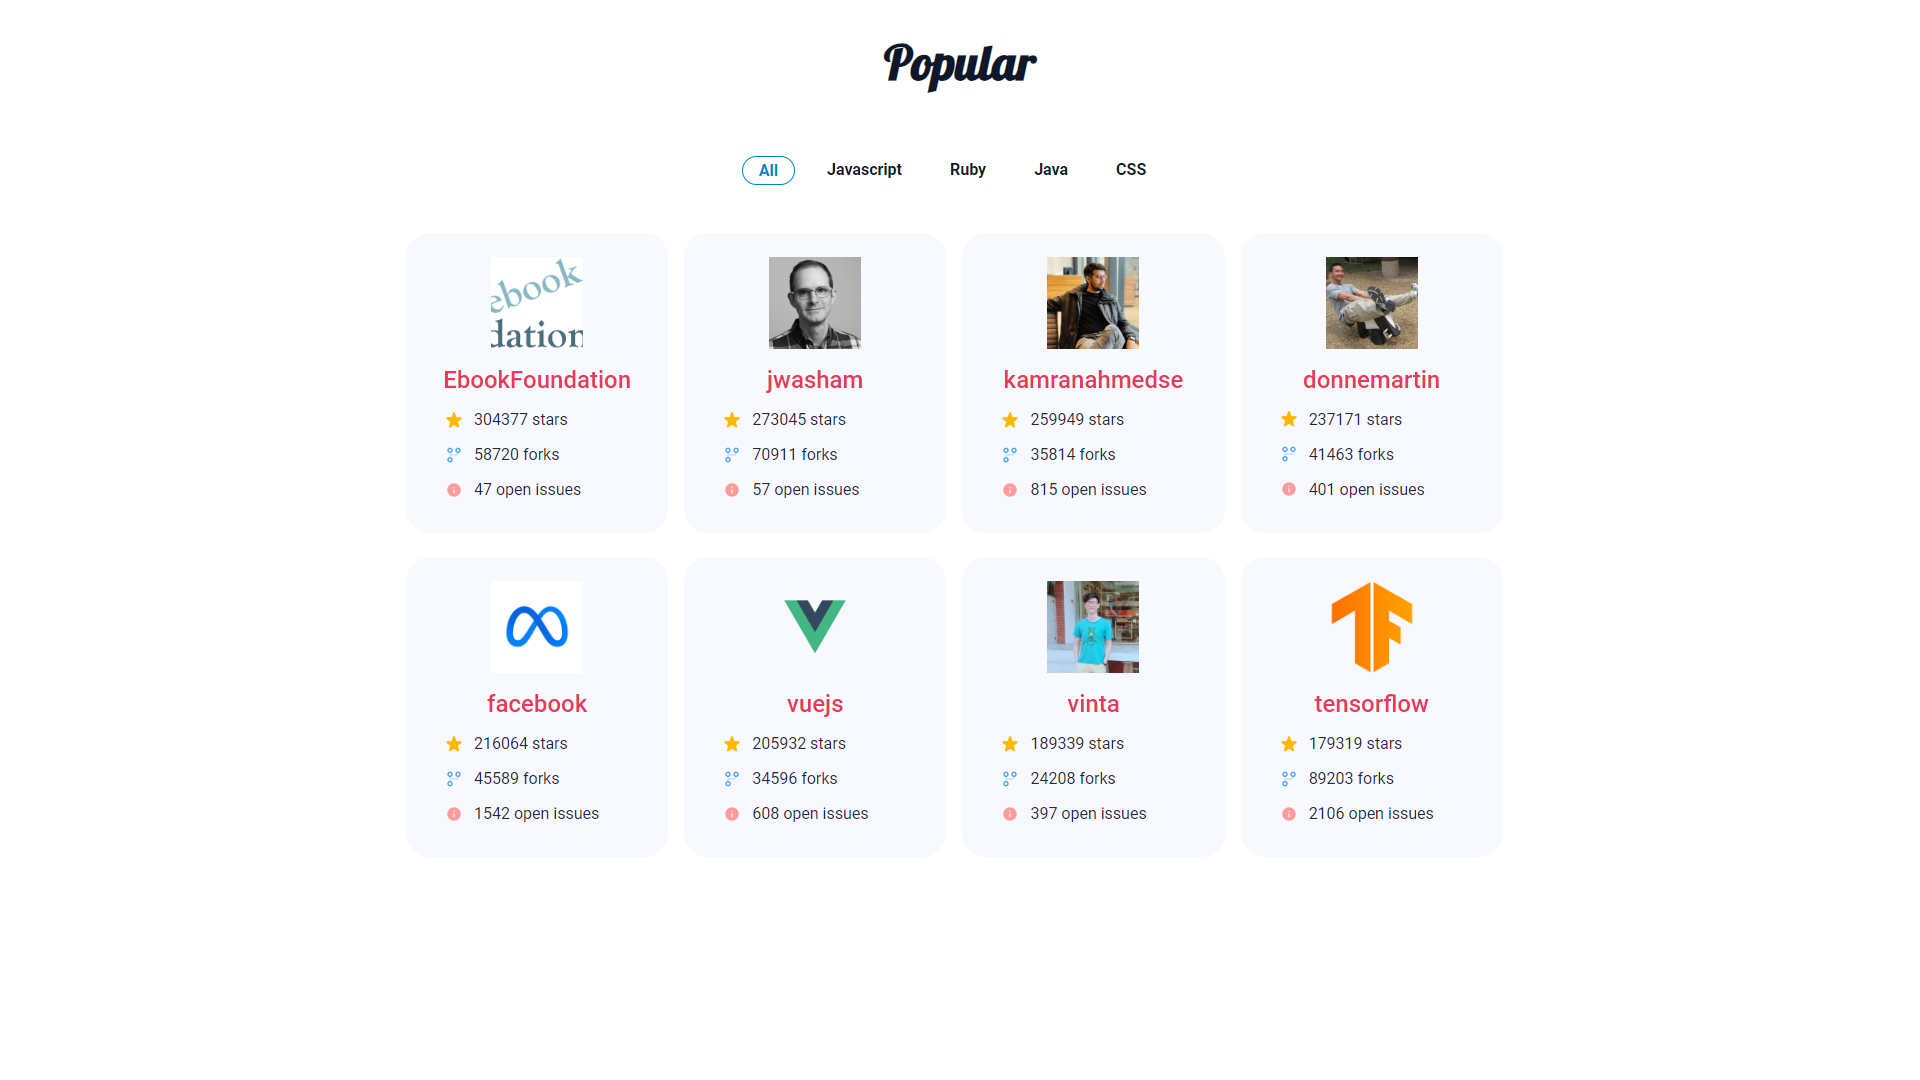 Popular
All
Javascript
Ruby
Java
CSS
ebook
dation
EbookFoundation
304377 stars
58720 forks
47 open issues
jwasham
273045 stars
70911 forks
57 open issues
kamranahmedse
259949 stars
35814 forks
815 open issues
donnemartin
237171 stars
41463 forks
401 open issues
facebook
216064 stars
45589 forks
1542 open issues
vuejs
205932 stars
34596 forks
608 open issues
vinta
189339 stars
24208 forks
397 open issues
tensorflow
179319 stars
89203 forks
2106 open issues